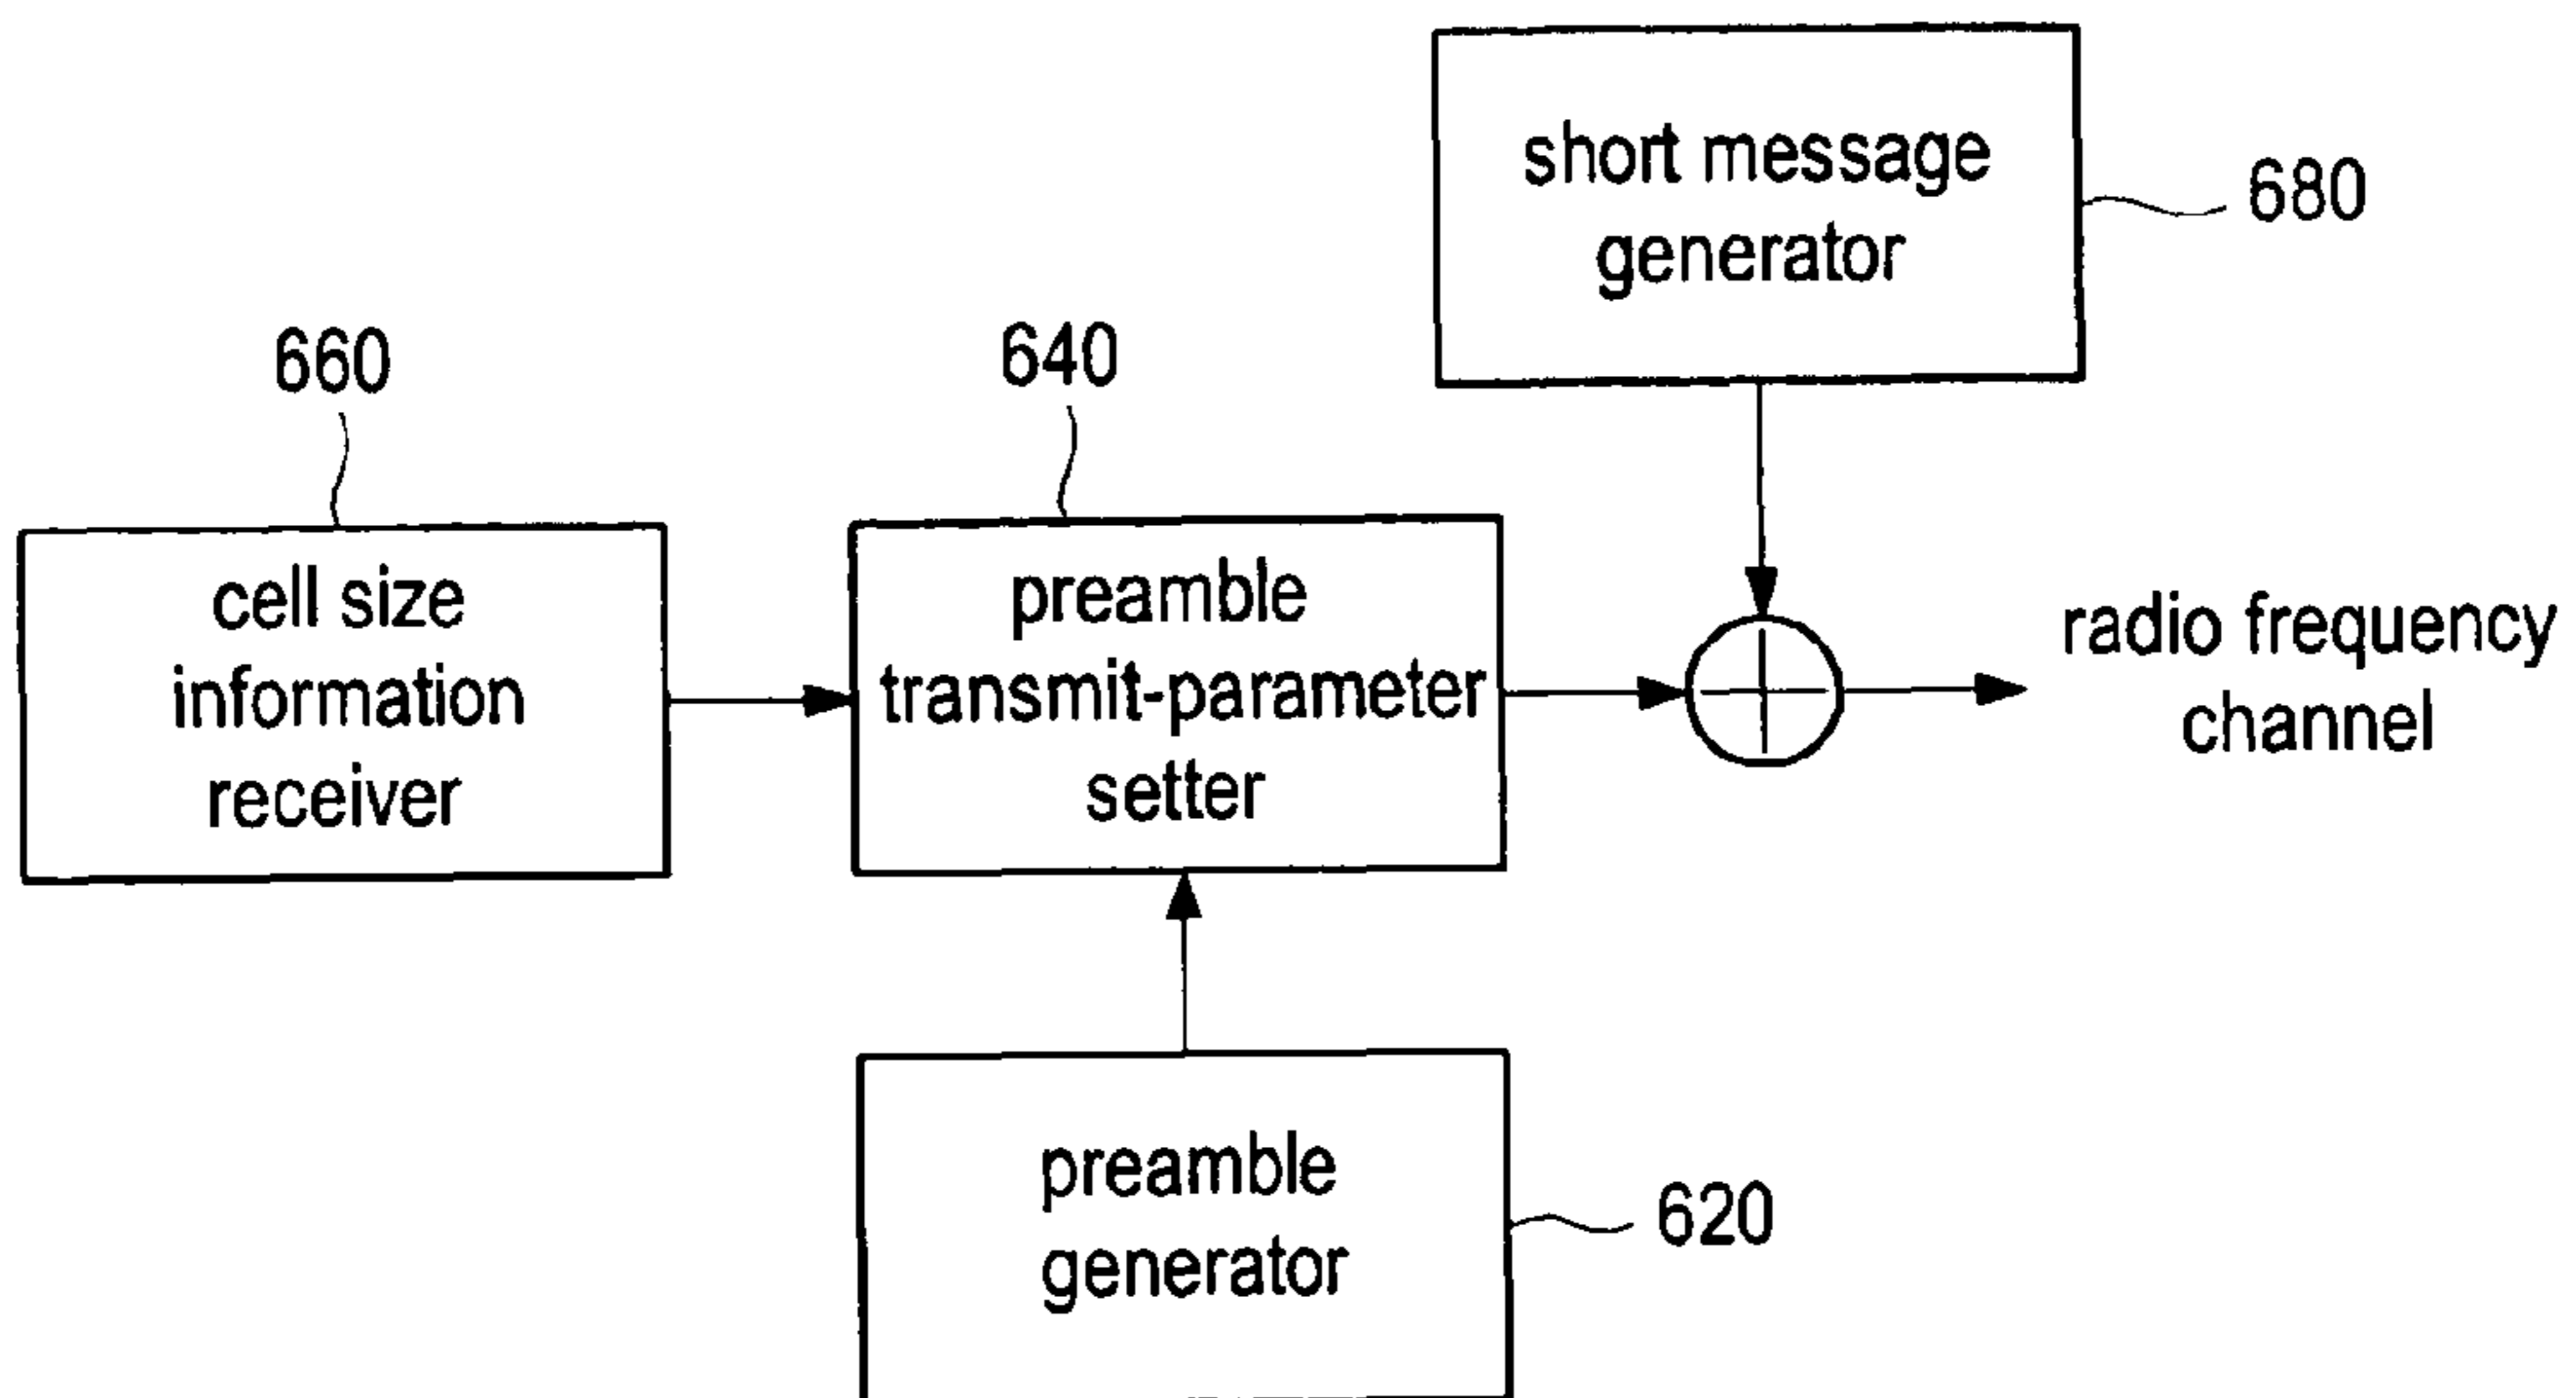 short message
generator
680
660
640
cell size
information
receiver
preamble
transmit-parameter
setter
radio frequency
channel
preamble
generator
620